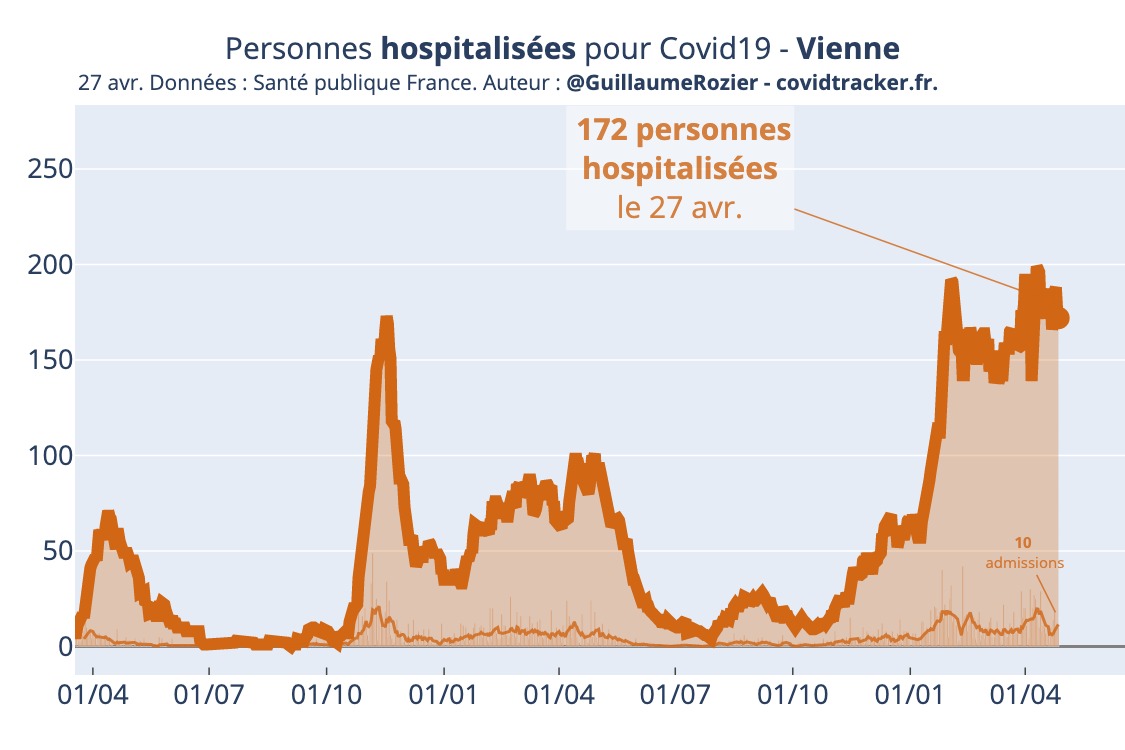 Personnes hospitalisées pour Covid19 - Vienne
27 avr. Données : Santé publique France. Auteur : @GuillaumeRozier - covidtracker.fr.
172 personnes
hospitalisées
le 27 avr.
250
200
150
100
50
0
10
admissions
01/04 01/07 01/10 01/01 01/04 01/07 01/10 01/01 01/04